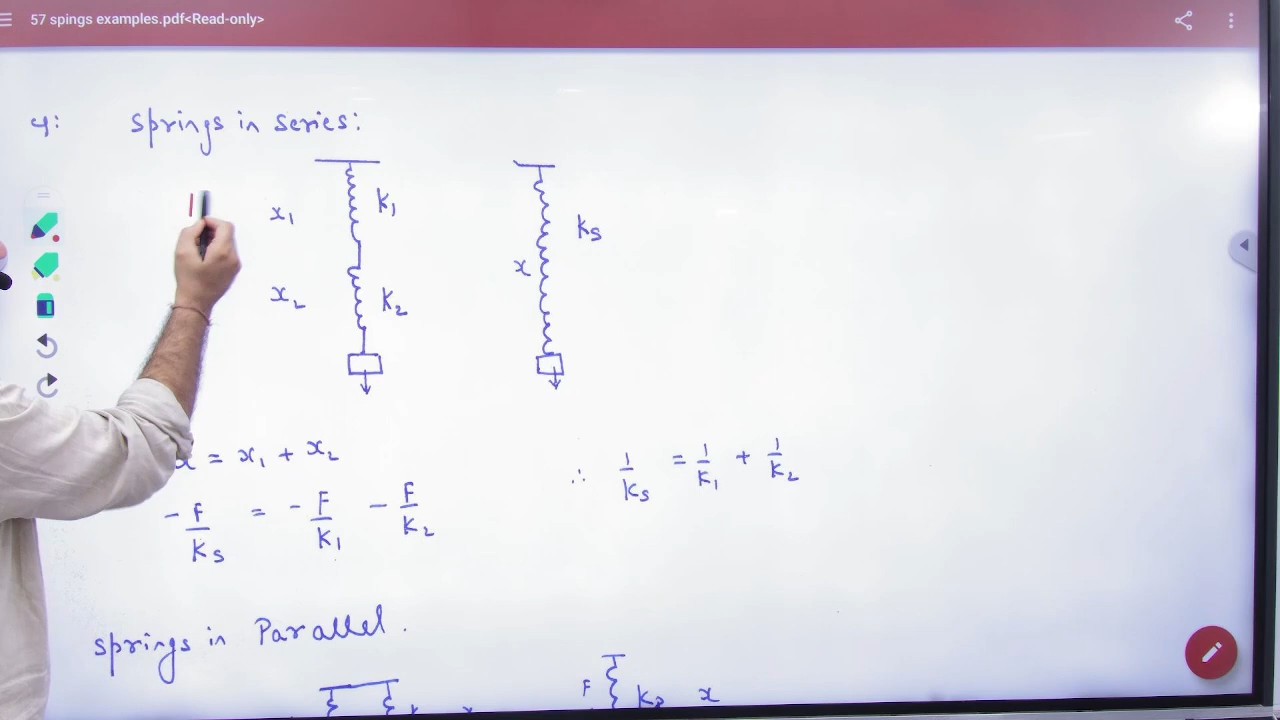 57 spings examples.pdf<Read-only>
4: Springs in series:
x₁ k₁ kₛ
x
x₂ k₂
x = x₁ + x₂ ∴ 1/kₛ = 1/k₁ + 1/k₂
- F/kₛ = - F/k₁ - F/k₂
springs in Parallel.
F kₚ x